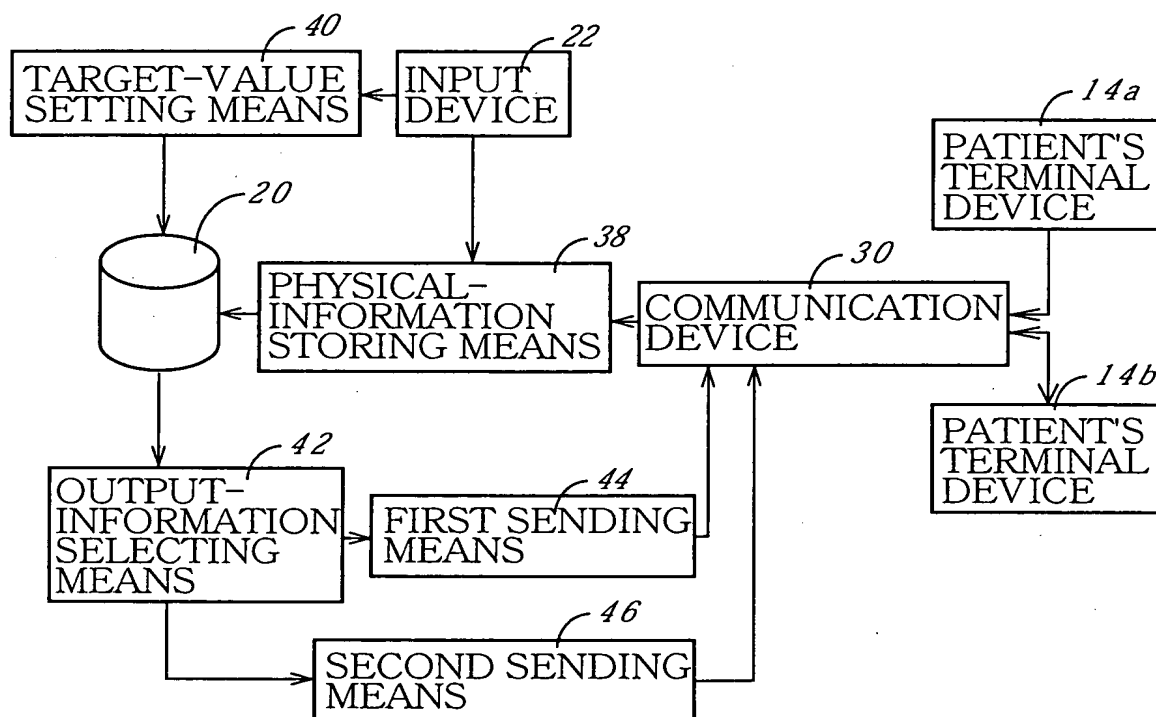 40
TARGET-VALUE
SETTING MEANS
22
INPUT
DEVICE
14a
PATIENT'S
TERMINAL
DEVICE
20
38
PHYSICAL-
INFORMATION
STORING MEANS
30
COMMUNICATION
DEVICE
14b
PATIENT'S
TERMINAL
DEVICE
42
OUTPUT-
INFORMATION
SELECTING
MEANS
44
FIRST SENDING
MEANS
46
SECOND SENDING
MEANS